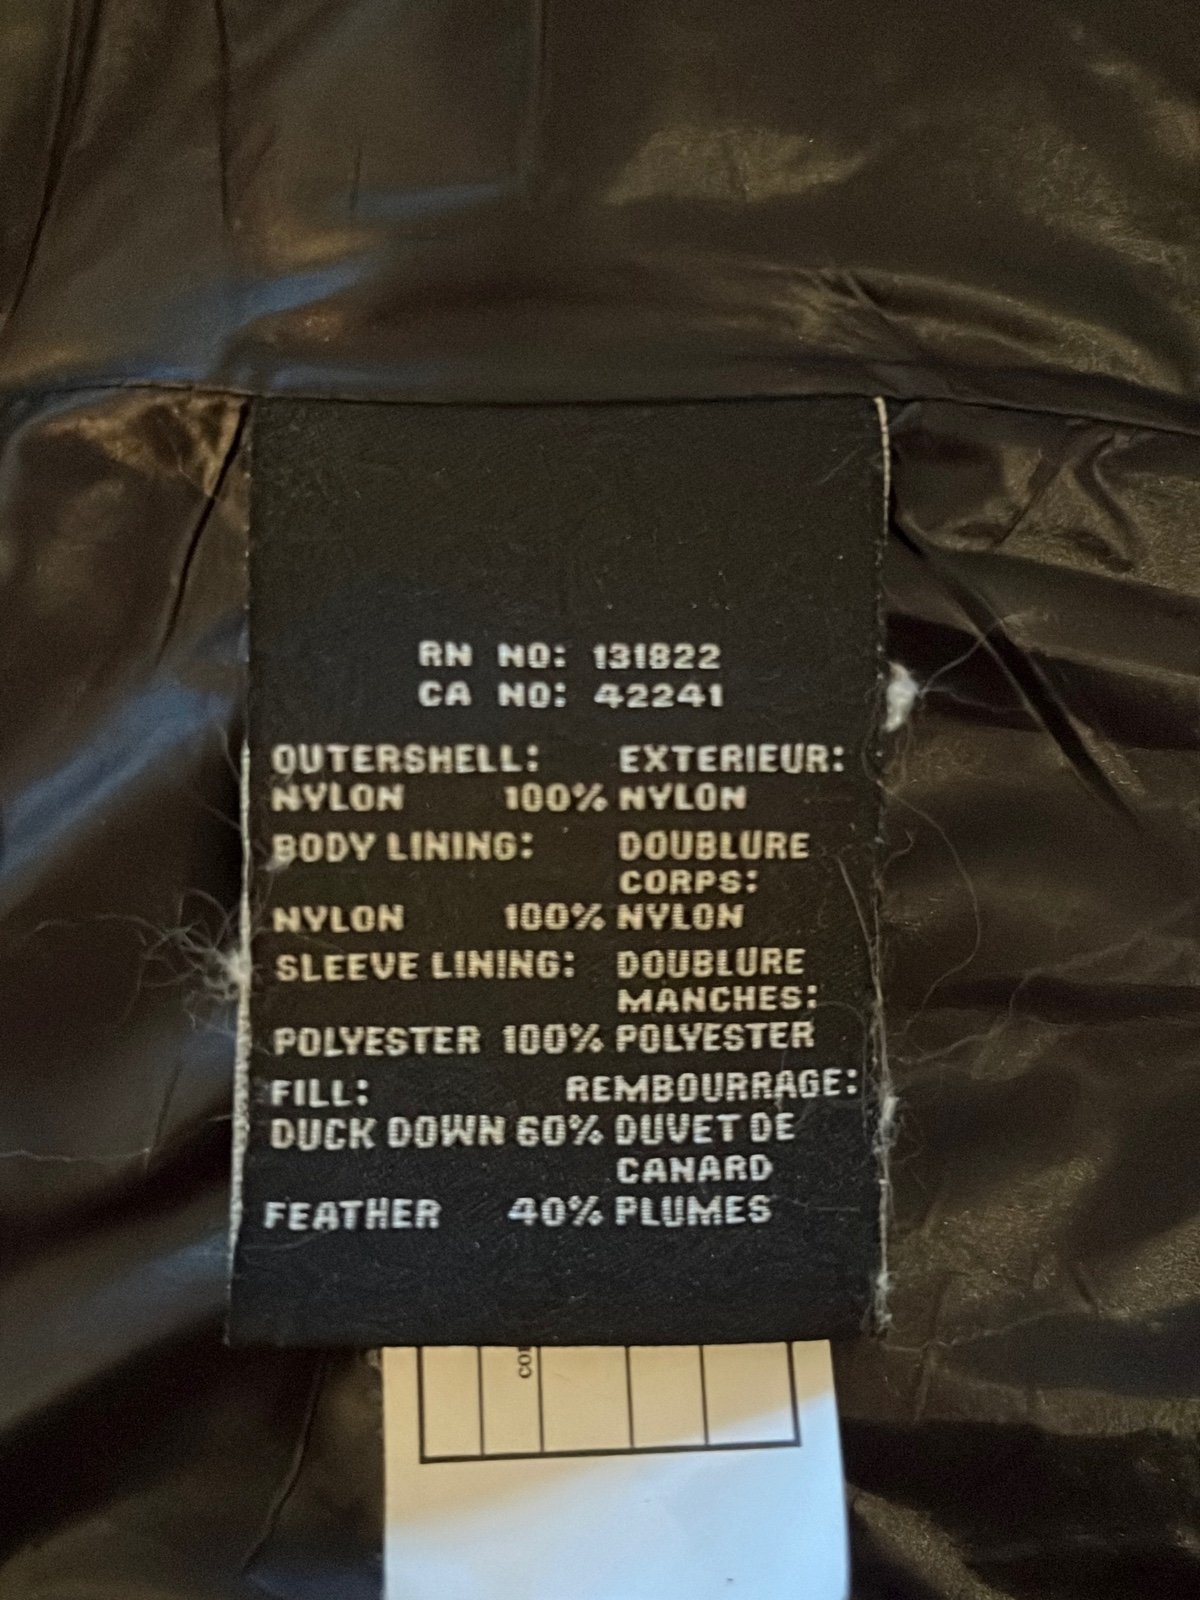 RN NO: 131822
CA NO: 42241
OUTERSHELL: EXTERIEUR:
NYLON 100% NYLON
BODY LINING: DOUBLURE
CORPS:
NYLON 100% NYLON
SLEEVE LINING: DOUBLURE
MANCHES:
POLYESTER 100% POLYESTER
FILL: REMBOURRAGE:
DUCK DOWN 60% DUVET DE
CANARD
FEATHER 40% PLUMES